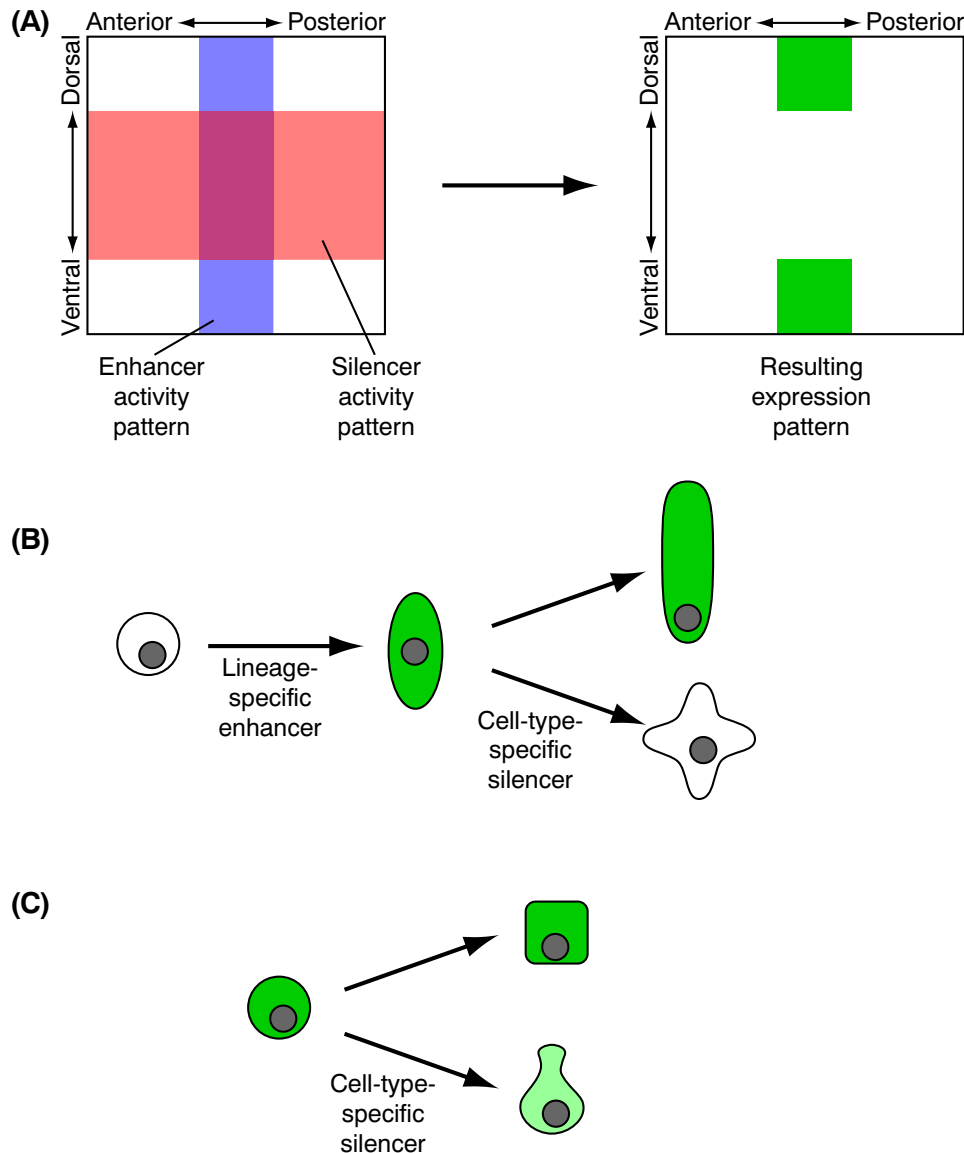 (A)
Anterior
Posterior
Dorsal
Ventral
Enhancer
activity
pattern
Silencer
activity
pattern
Anterior
Posterior
Dorsal
Ventral
Resulting
expression
pattern
(B)
Lineage-
specific
enhancer
Cell-type-
specific
silencer
(C)
Cell-type-
specific
silencer